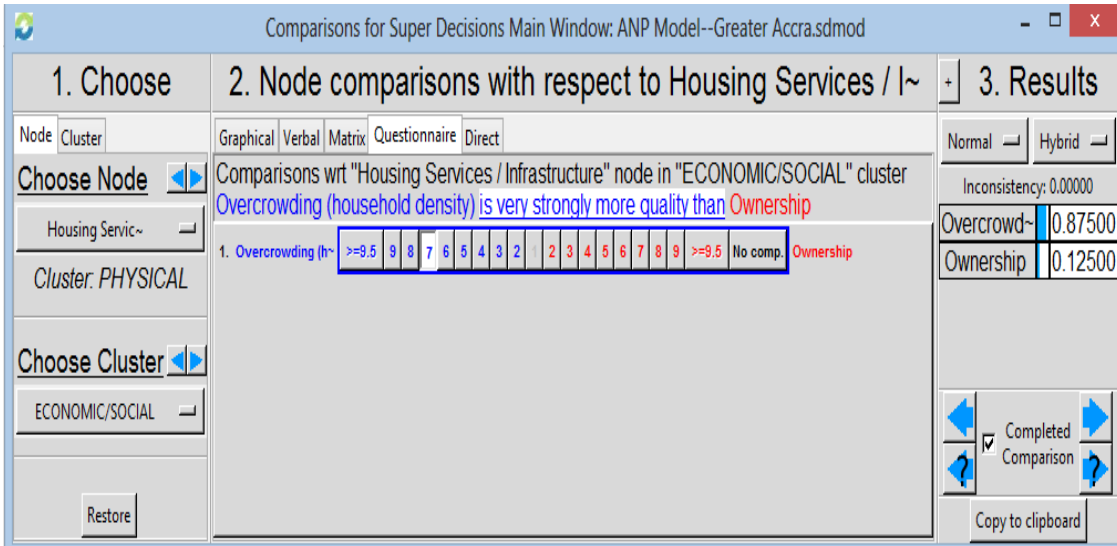 Comparisons for Super Decisions Main Window: ANP Model--Greater Accra.sdmod
1. Choose
Node Cluster
Choose Node
Housing Servic~
Cluster: PHYSICAL
Choose Cluster
ECONOMIC/SOCIAL
Restore
2. Node comparisons with respect to Housing Services / I~
Graphical Verbal Matrix Questionnaire Direct
Comparisons wrt "Housing Services / Infrastructure" node in "ECONOMIC/SOCIAL" cluster
Overcrowding (household density) is very strongly more quality than Ownership
1. Overcrowding (h~ >=9.5 9 8 7 6 5 4 3 2 1 2 3 4 5 6 7 8 9 >=9.5 No comp. Ownership
+ 3. Results
Normal Hybrid
Inconsistency: 0.00000
Overcrowd~ 0.87500
Ownership 0.12500
Completed
Comparison
? ?
Copy to clipboard